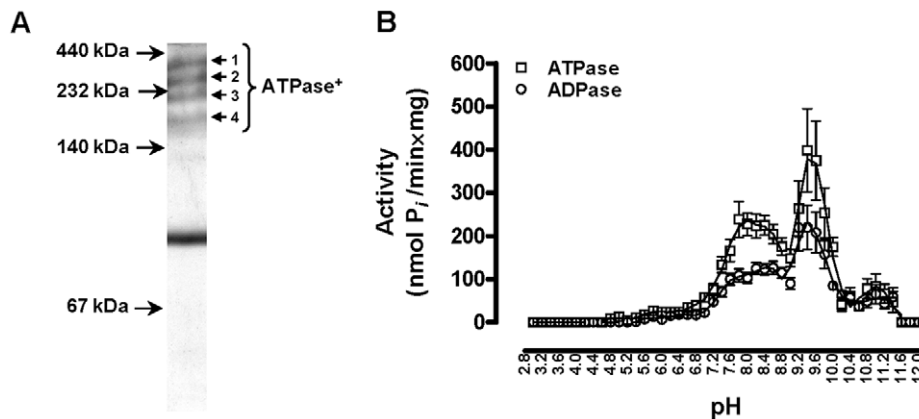 A
440 kDa
232 kDa
140 kDa
67 kDa
1
2
3
4
ATPase+
B
ATPase
ADPase
600
500
400
300
200
100
0
Activity
(nmol Pi /min×mg)
2.8
3.2
3.6
4.0
4.4
4.8
5.2
5.6
6.0
6.4
6.8
7.2
7.6
8.0
8.4
8.8
9.2
9.6
10.0
10.4
10.8
11.2
11.6
12.0
pH